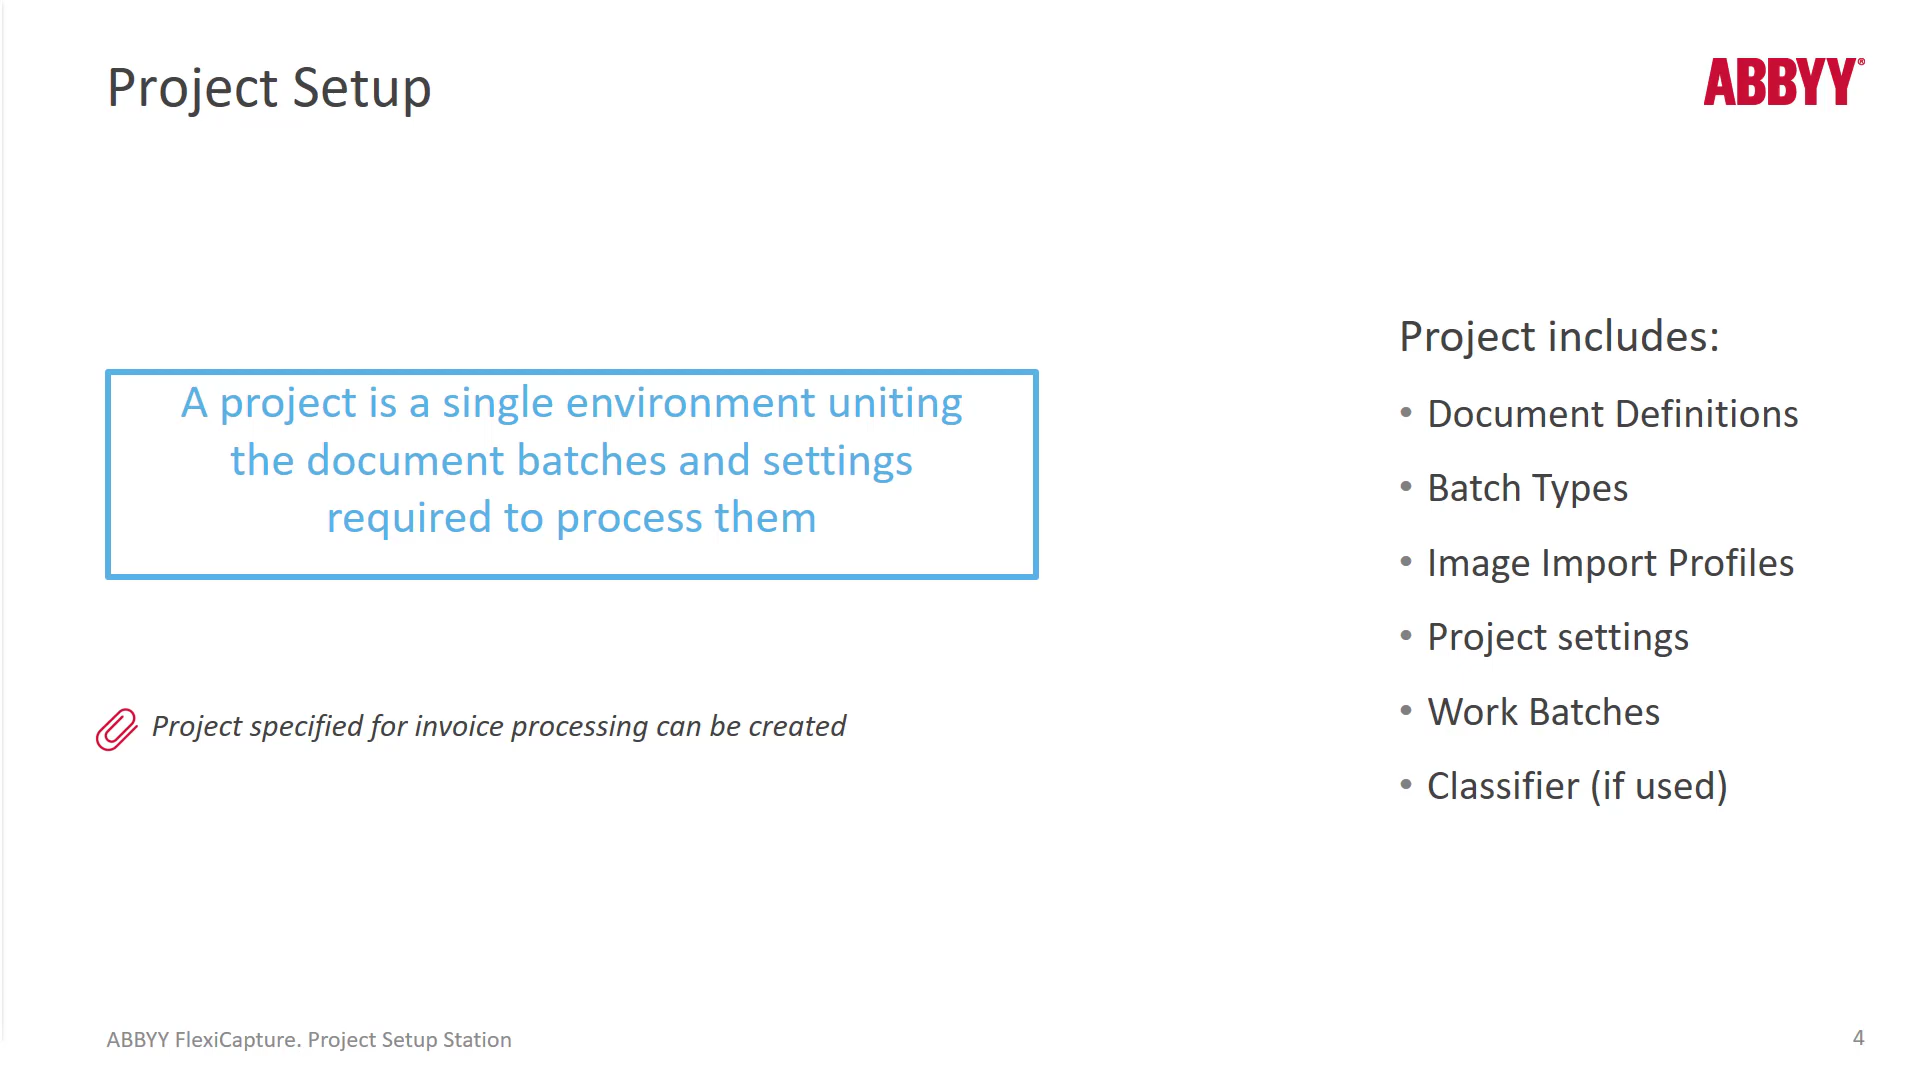 Project Setup
ABBYY®
A project is a single environment uniting
the document batches and settings
required to process them
Project specified for invoice processing can be created
Project includes:
• Document Definitions
• Batch Types
• Image Import Profiles
• Project settings
• Work Batches
• Classifier (if used)
ABBYY FlexiCapture. Project Setup Station
4